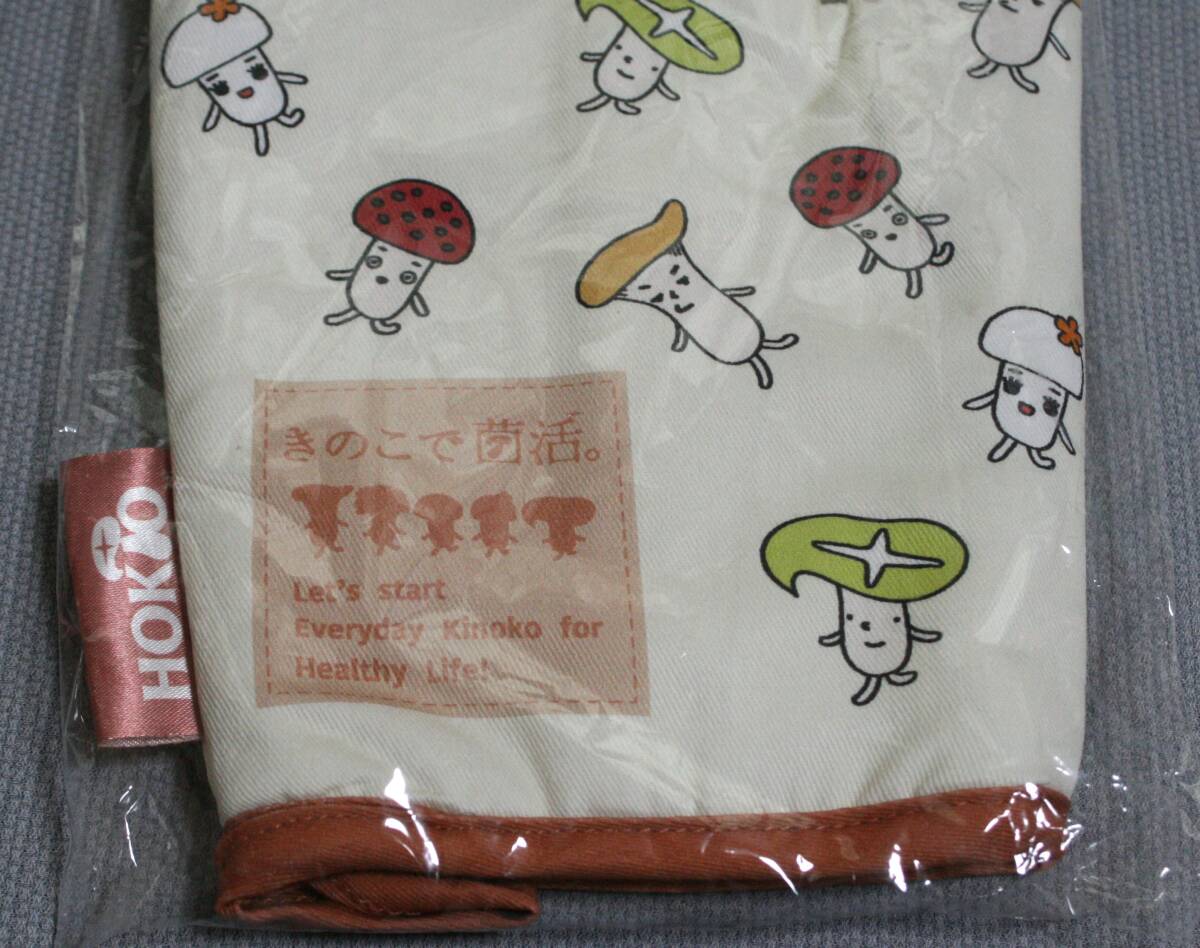 きのこで菌活。
Let's start
Everyday Kinoko for
Healthy Life!
HOKTO